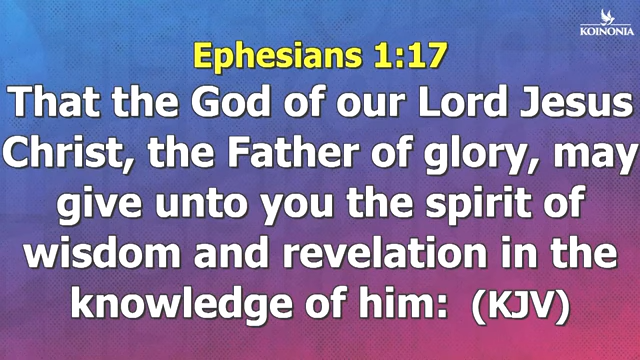 KOINONIA
Ephesians 1:17
That the God of our Lord Jesus
Christ, the Father of glory, may
give unto you the spirit of
wisdom and revelation in the
knowledge of him: (KJV)